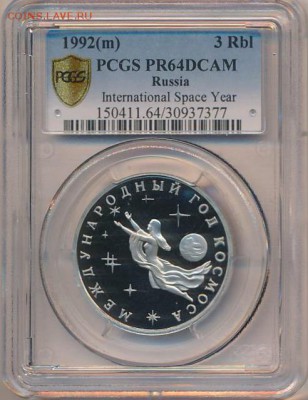 COINS.LAVE.RU
1992(m) 3 Rbl
PCGS PR64DCAM
Russia
International Space Year
150411.64/30937377
PCGS
МЕЖДУНАРОДНЫЙ ГОД КОСМОСА